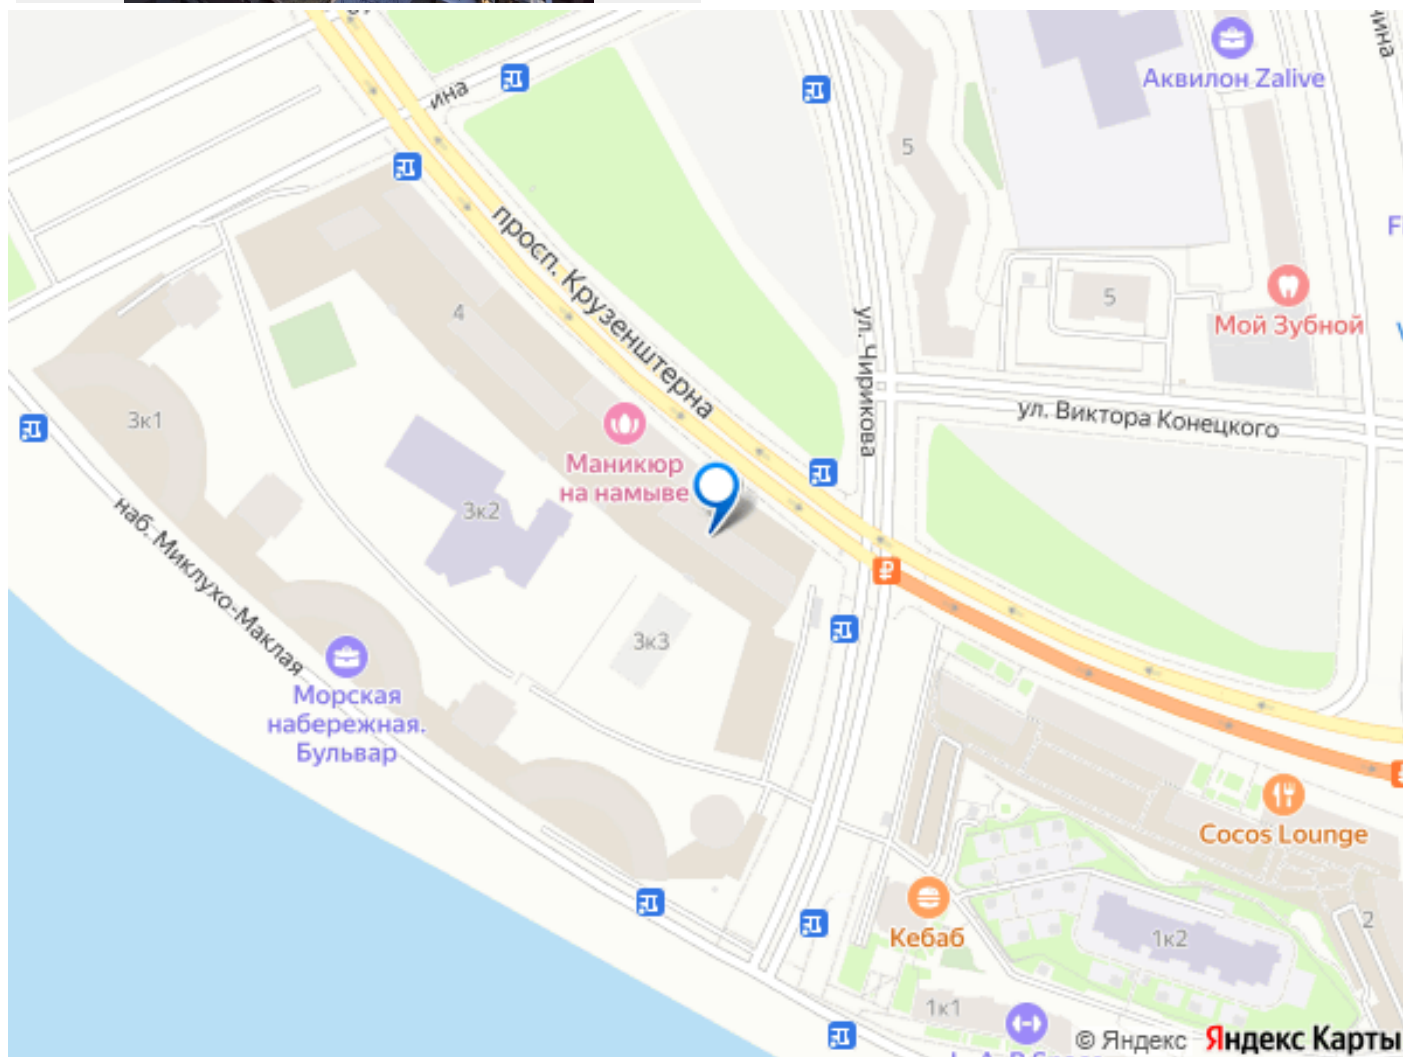 Аквилон Zalive
чина
ина
5
просп. Крузенштерна
5
Мой Зубной
4
ул. Чирикова
ул. Виктора Конецкого
3к1
Маникюр
на намыве
3к2
наб. Миклухо-Маклая
₽
3к3
Морская
набережная.
Бульвар
Cocos Lounge
Кебаб
1к2
2
1к1
© Яндекс Яндекс Карты